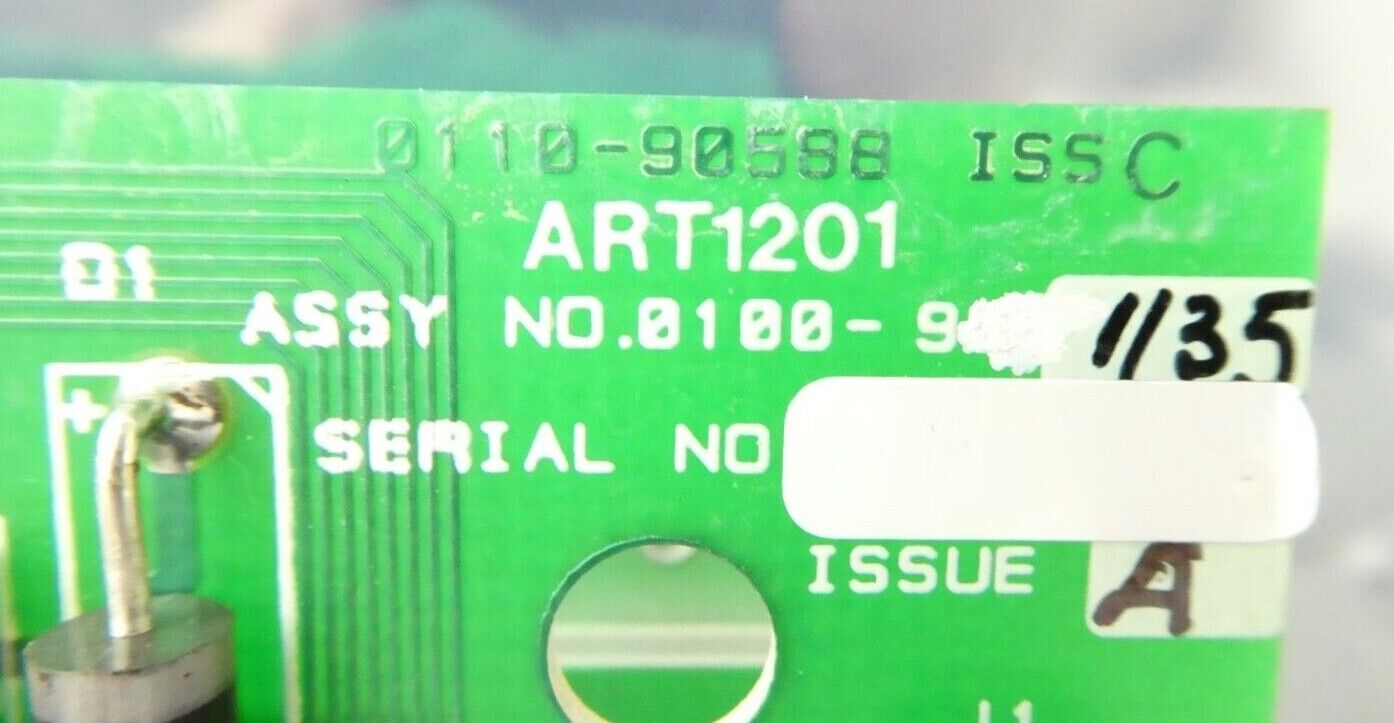 0110-90588 ISSC
ART1201
D1
ASSY NO.0100-9 1135
+
SERIAL NO
ISSUE A